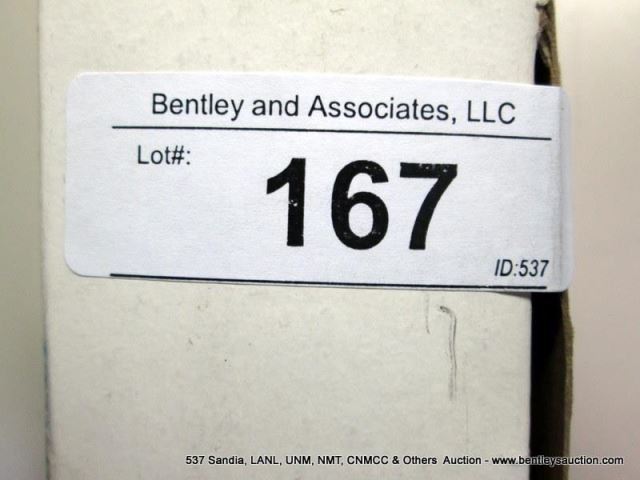 Bentley and Associates, LLC
Lot#:
167
ID:537
537 Sandia, LANL, UNM, NMT, CNMCC & Others Auction - www.bentleysauction.com